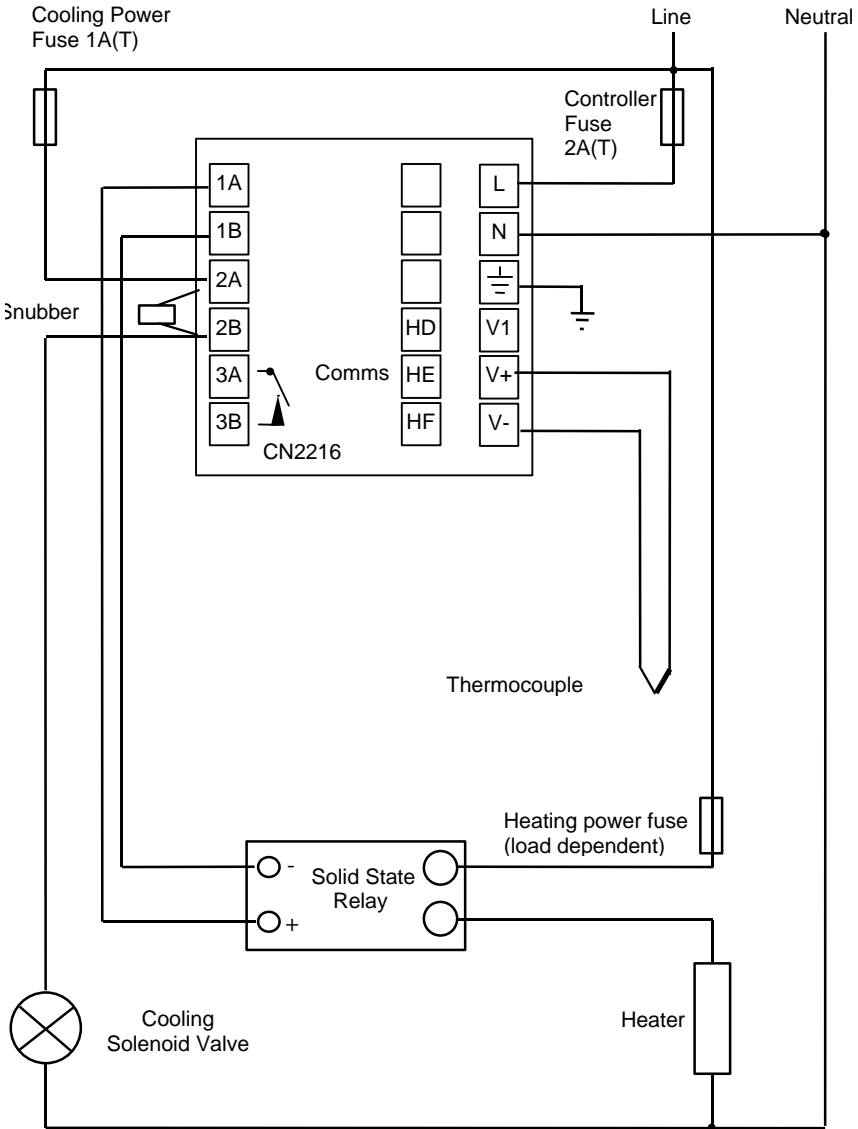 Cooling Power
Fuse 1A(T)
Line
Neutral
Controller
Fuse
2A(T)
1A
L
1B
N
2A
Snubber
2B
HD
V1
3A
Comms
HE
V+
3B
HF
V-
CN2216
Thermocouple
Heating power fuse
(load dependent)
-
Solid State
Relay
+
Cooling
Solenoid Valve
Heater